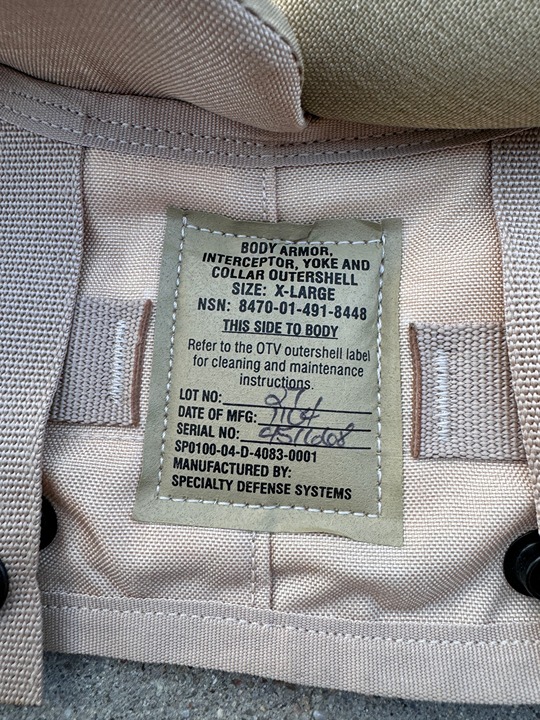 BODY ARMOR,
INTERCEPTOR, YOKE AND
COLLAR OUTERSHELL
SIZE: X-LARGE
NSN: 8470-01-491-8448
THIS SIDE TO BODY
Refer to the OTV outershell label
for cleaning and maintenance
instructions.
LOT NO:
DATE OF MFG:
SERIAL NO:
SP0100-04-D-4083-0001
MANUFACTURED BY:
SPECIALTY DEFENSE SYSTEMS